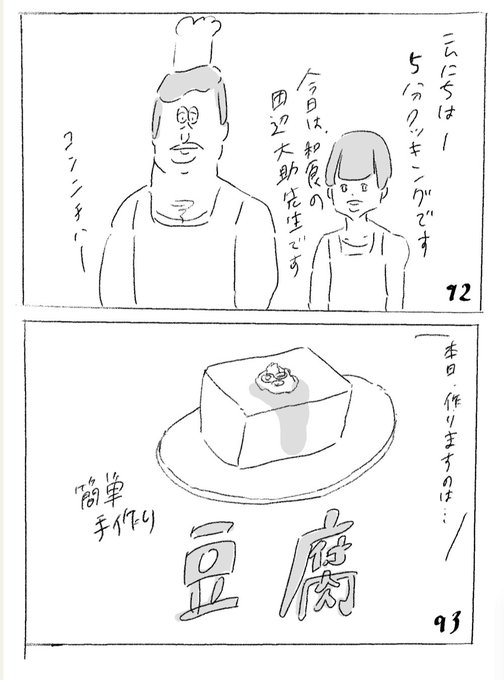 こんにちは!
5分クッキングです
今日は、和食の
田辺大助先生です
コンンチハー
92
本日、作りますのは…
簡単
手作り
豆腐
93